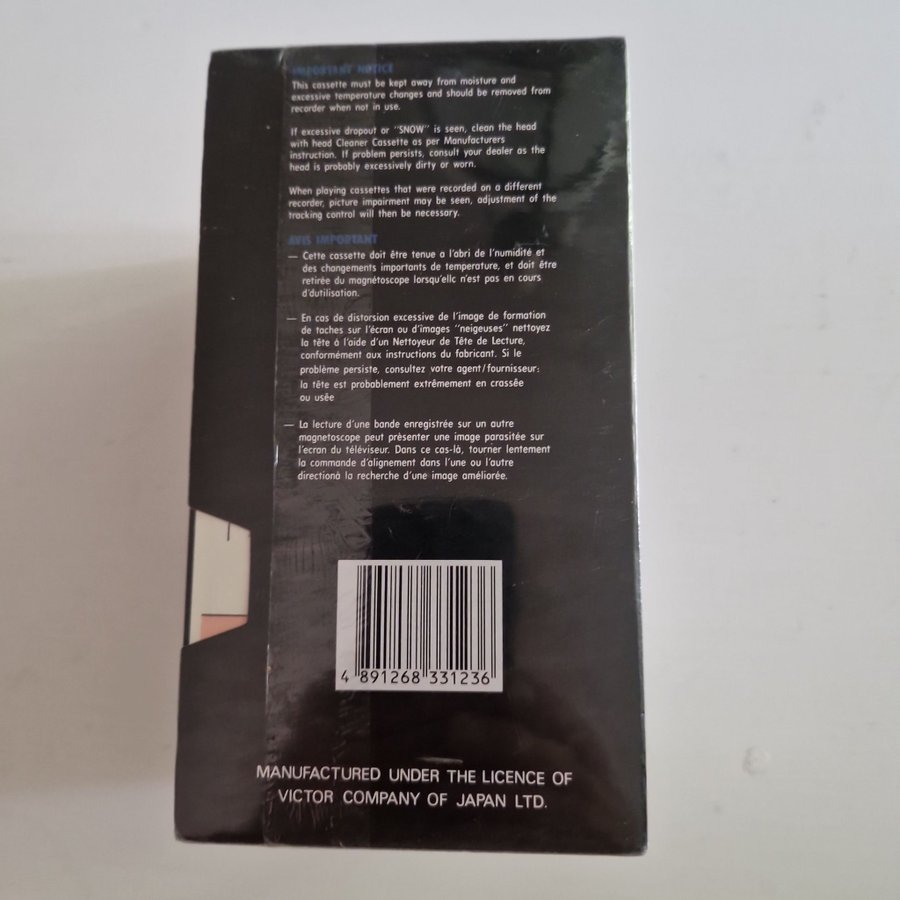 IMPORTANT NOTICE
This cassette must be kept away from moisture and
excessive temperature changes and should be removed from
recorder when not in use.
If excessive dropout or "SNOW" is seen, clean the head
with head Cleaner Cassette as per Manufacturers
instruction. If problem persists, consult your dealer as the
head is probably excessively dirty or worn.
When playing cassettes that were recorded on a different
recorder, picture impairment may be seen, adjustment of the
tracking control will then be necessary.
AVIS IMPORTANT
— Cette cassette doit être tenue a l'abri de l'numidité et
des changements importants de temperature, et doit être
retirée du magnétoscope lorsqu'ellc n'est pas en cours
d'dutilisation.
— En cas de distorsion excessive de l'image de formation
de taches sur l'écran ou d'images "neigeuses" nettoyez
la tête à l'aide d'un Nettoyeur de Tête de Lecture,
conformément aux instructions du fabricant. Si le
problème persiste, consultez votre agent/fournisseur:
la tête est probablement extrêmement en crassée
ou usée
— La lecture d'une bande enregistrée sur un autre
magnetoscope peut présenter une image parasitée sur
l'ecran du téléviseur. Dans ce cas-là, tourrier lentement
la commande d'alignement dans l'une ou l'autre
directionà la recherche d'une image améliorée.
4 891268 331236
MANUFACTURED UNDER THE LICENCE OF
VICTOR COMPANY OF JAPAN LTD.